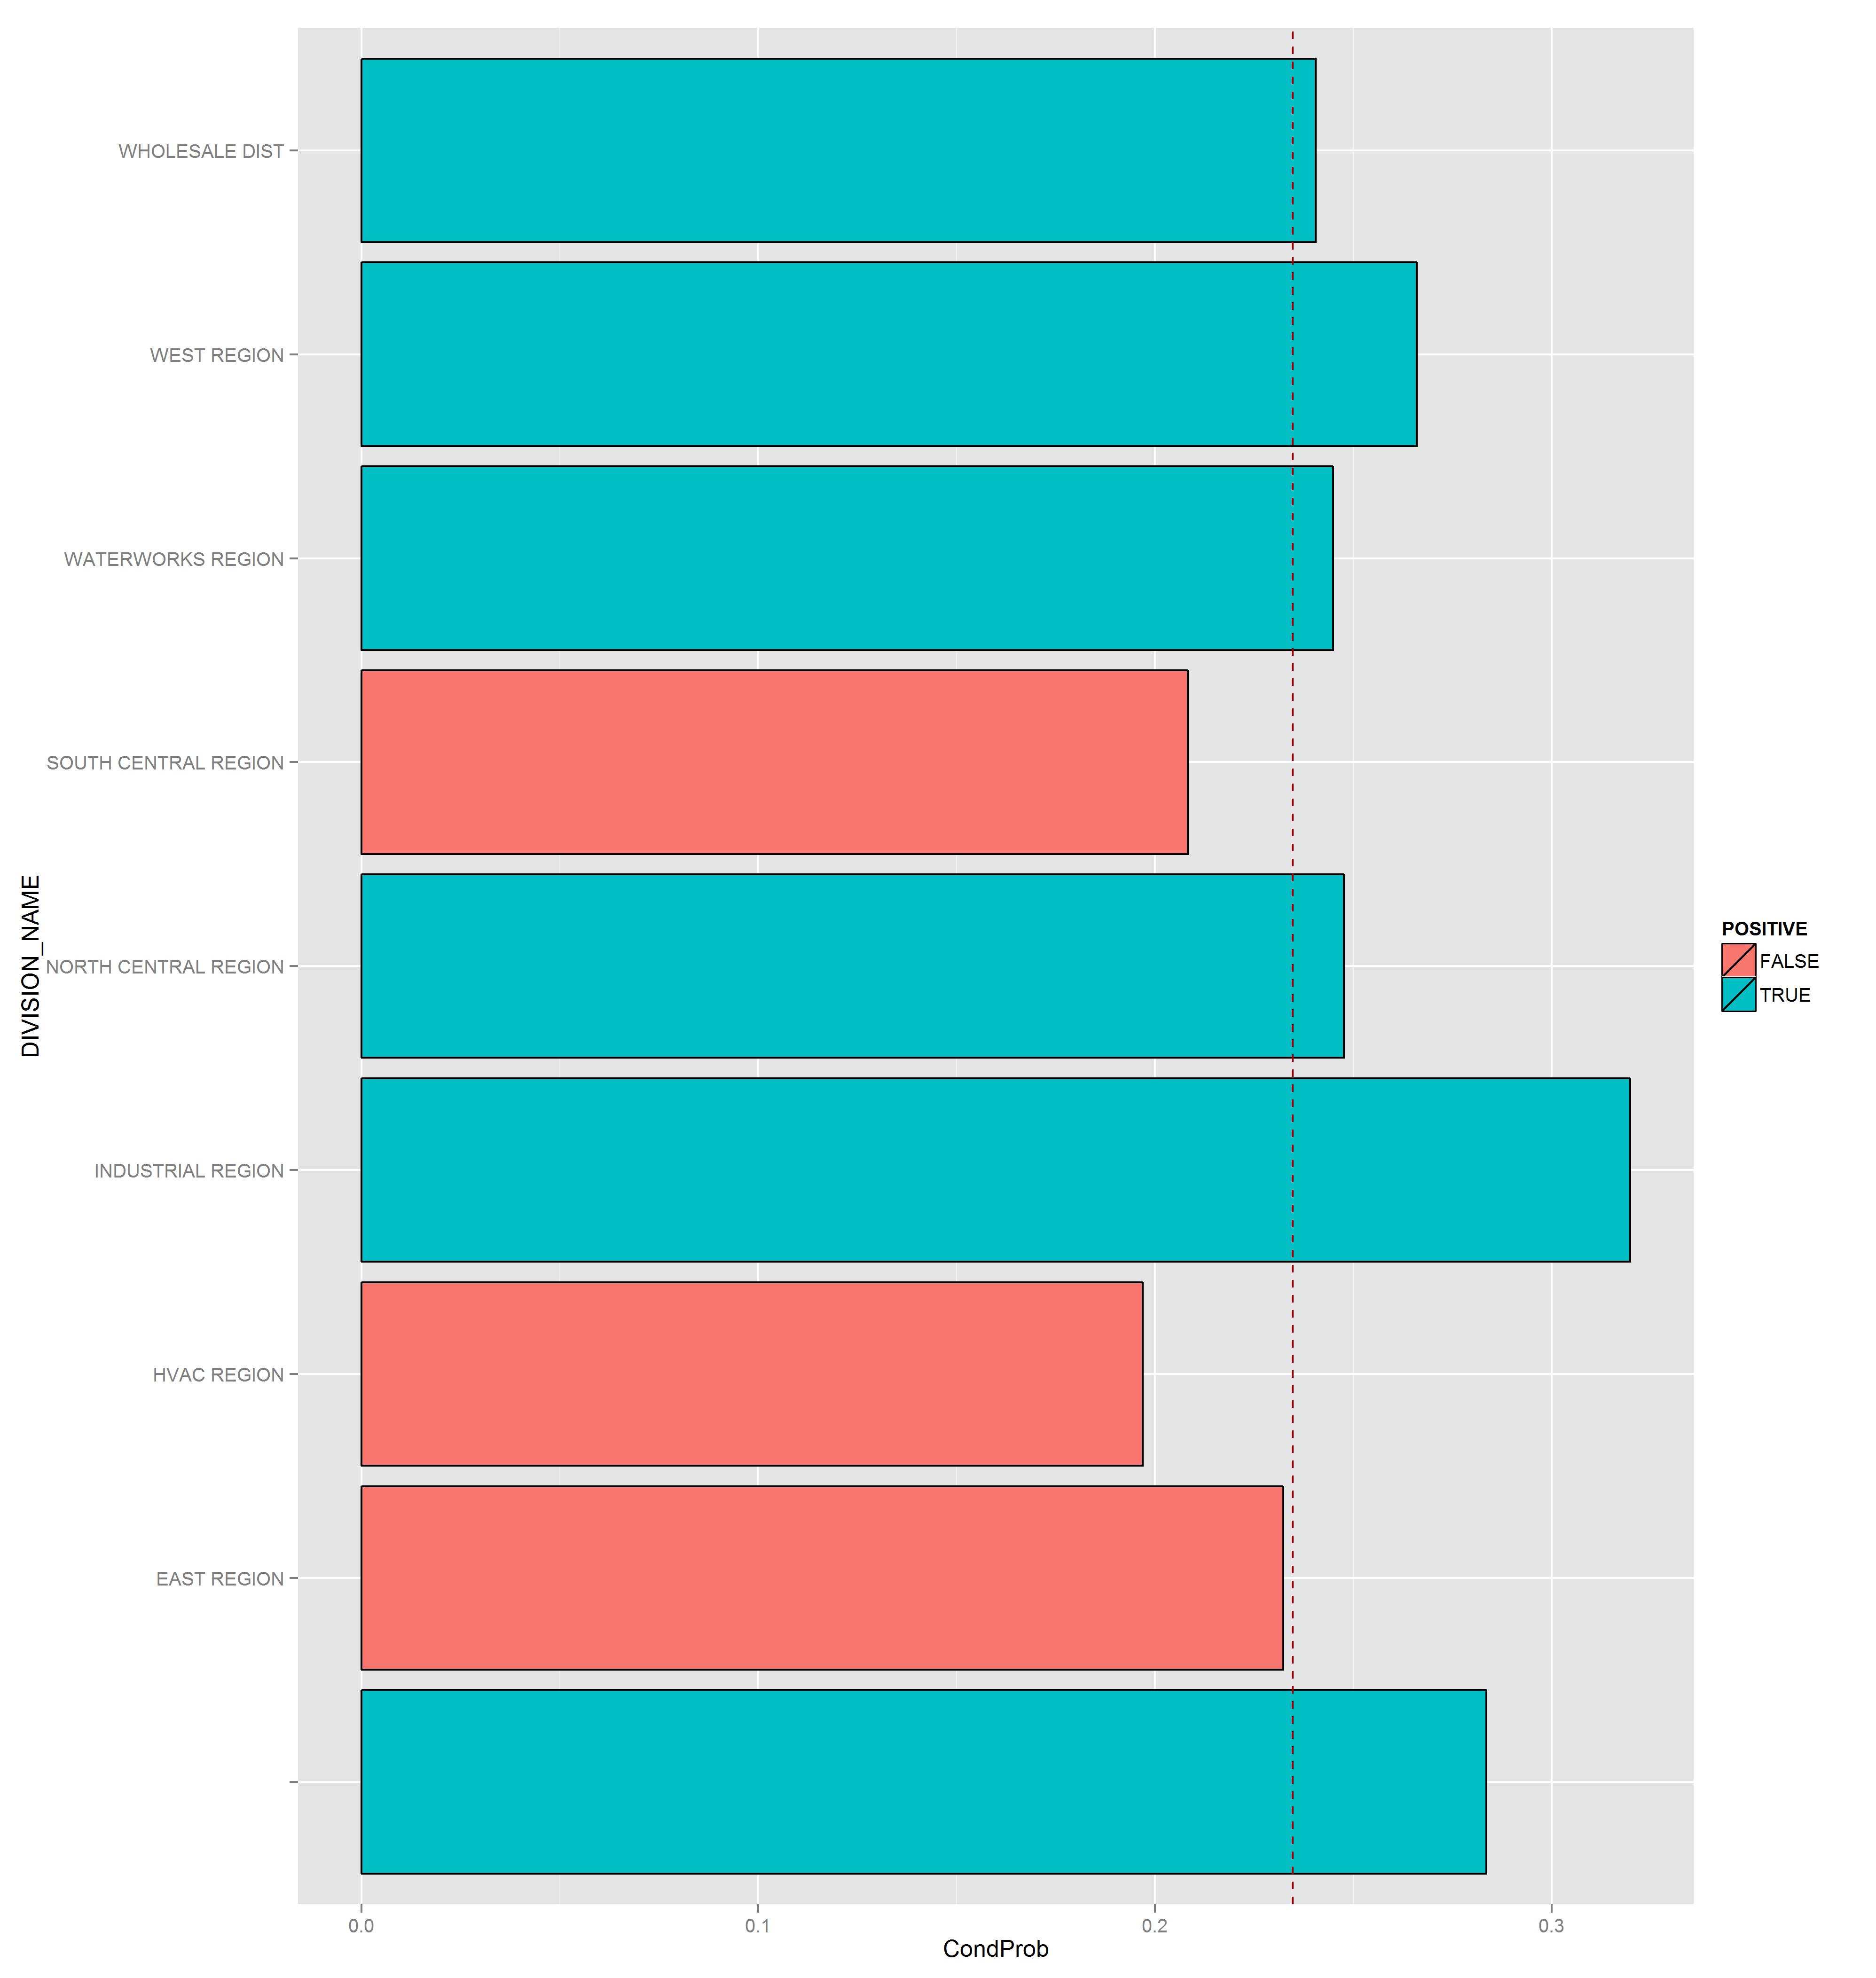 WHOLESALE DIST
WEST REGION
WATERWORKS REGION
SOUTH CENTRAL REGION
NORTH CENTRAL REGION
INDUSTRIAL REGION
HVAC REGION
EAST REGION
DIVISION_NAME
0.0 0.1 0.2 0.3
CondProb
POSITIVE
FALSE
TRUE